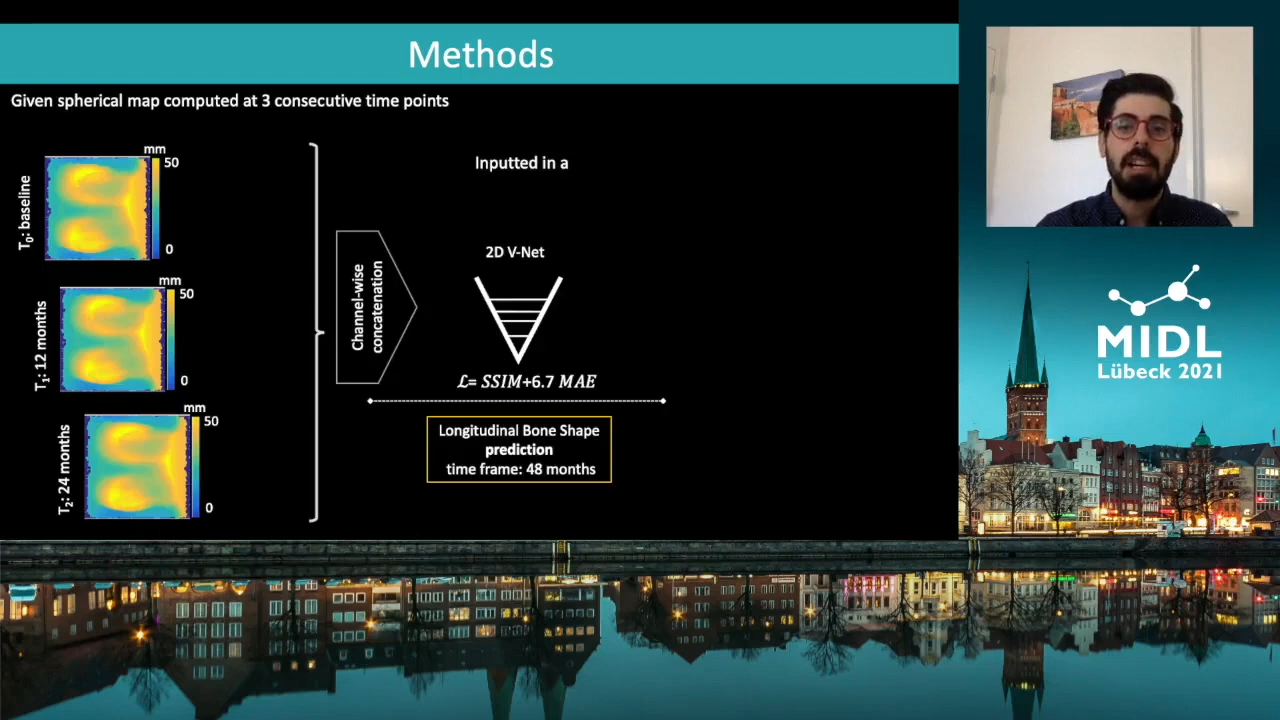 Methods
Given spherical map computed at 3 consecutive time points
mm
50
0
T₀: baseline
mm
50
0
T₁: 12 months
mm
50
0
T₂: 24 months
Channel-wise
concatenation
Inputted in a
2D V-Net
ℒ= SSIM+6.7 MAE
Longitudinal Bone Shape
prediction
time frame: 48 months
MIDL
Lübeck 2021